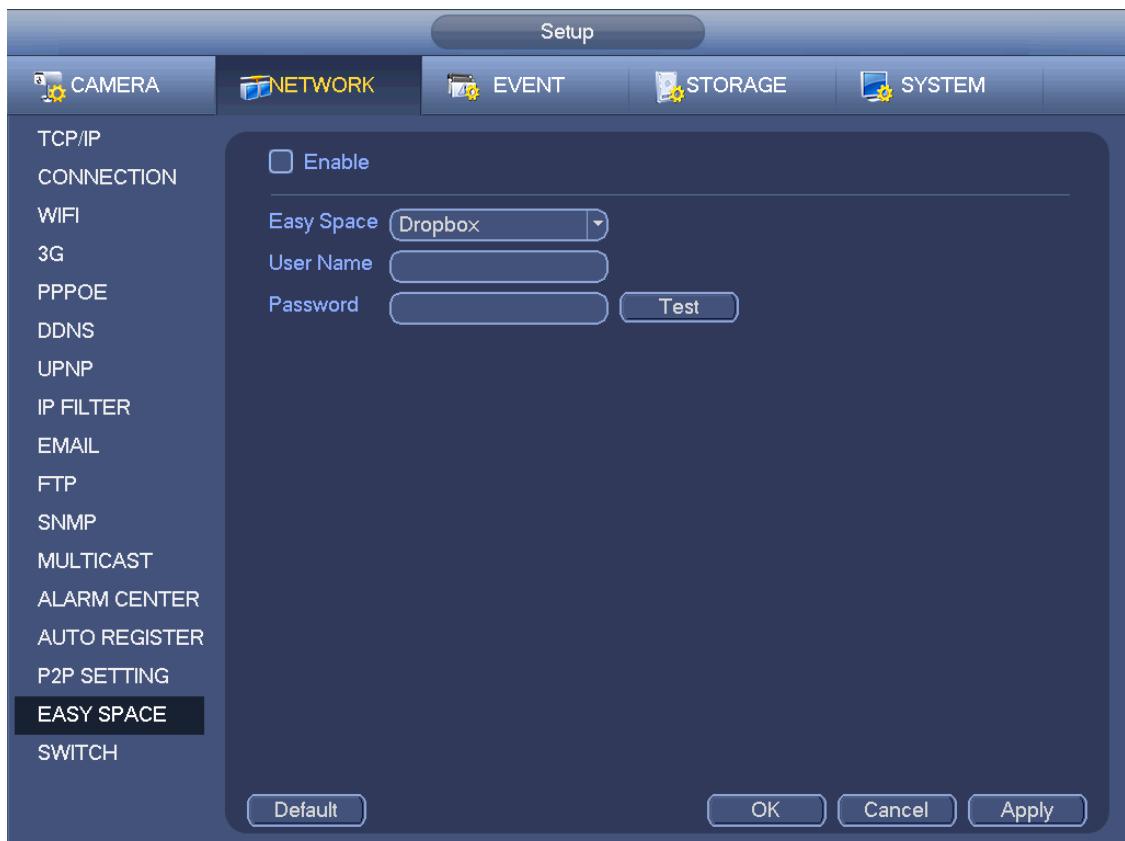 Setup
CAMERA NETWORK EVENT STORAGE SYSTEM
TCP/IP
CONNECTION
WIFI
3G
PPPOE
DDNS
UPNP
IP FILTER
EMAIL
FTP
SNMP
MULTICAST
ALARM CENTER
AUTO REGISTER
P2P SETTING
EASY SPACE
SWITCH
Enable
Easy Space Dropbox
User Name
Password Test
Default OK Cancel Apply